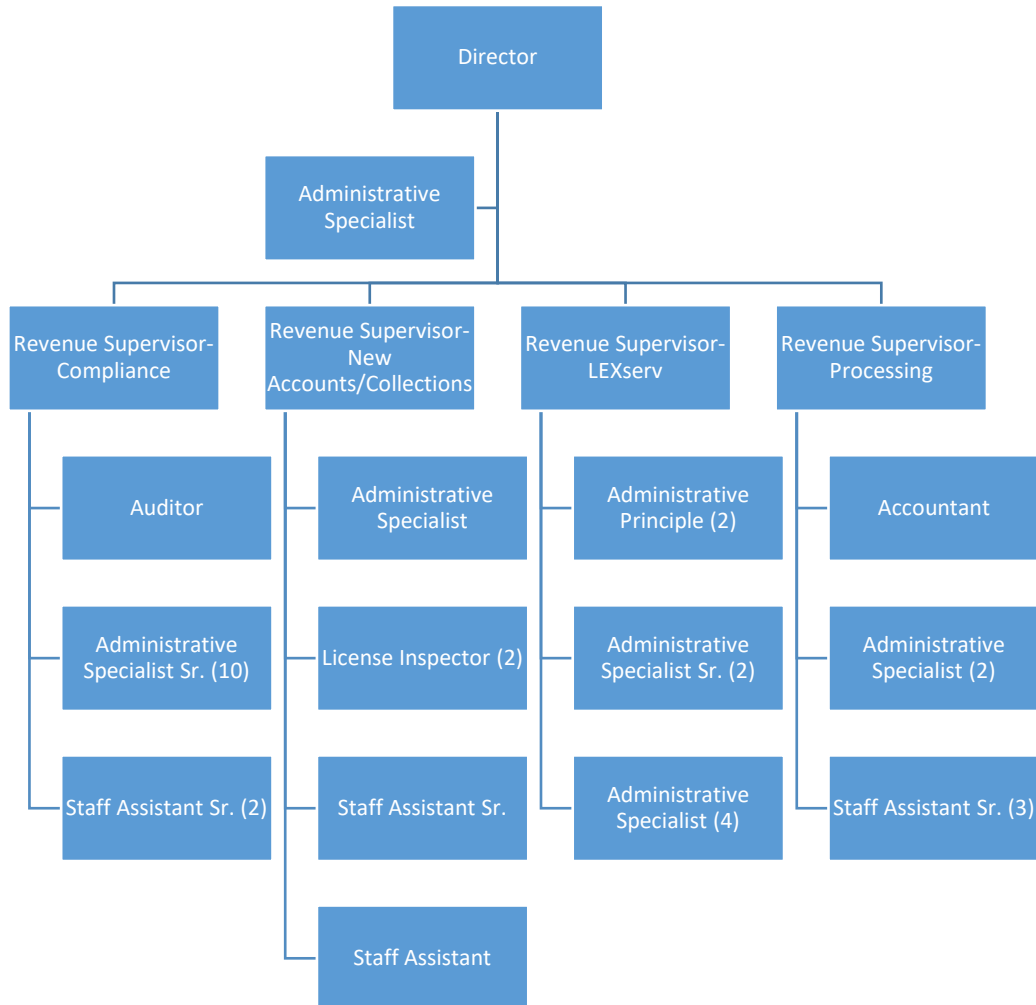 Director
Administrative
Specialist
Revenue Supervisor-
Compliance
Revenue Supervisor-
New
Accounts/Collections
Revenue Supervisor-
LEXserv
Revenue Supervisor-
Processing
Auditor
Administrative
Specialist Sr. (10)
Staff Assistant Sr. (2)
Administrative
Specialist
License Inspector (2)
Staff Assistant Sr.
Staff Assistant
Administrative
Principle (2)
Administrative
Specialist Sr. (2)
Administrative
Specialist (4)
Accountant
Administrative
Specialist (2)
Staff Assistant Sr. (3)